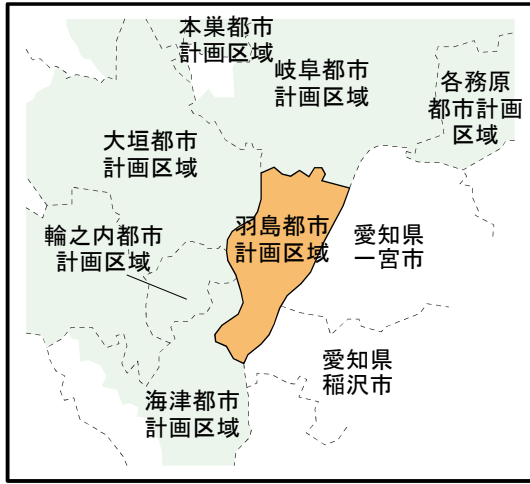 本巣都市
計画区域
岐阜都市
計画区域
各務原
都市計画
区域
大垣都市
計画区域
羽島都市
計画区域
輪之内都市
計画区域
愛知県
一宮市
愛知県
稲沢市
海津都市
計画区域